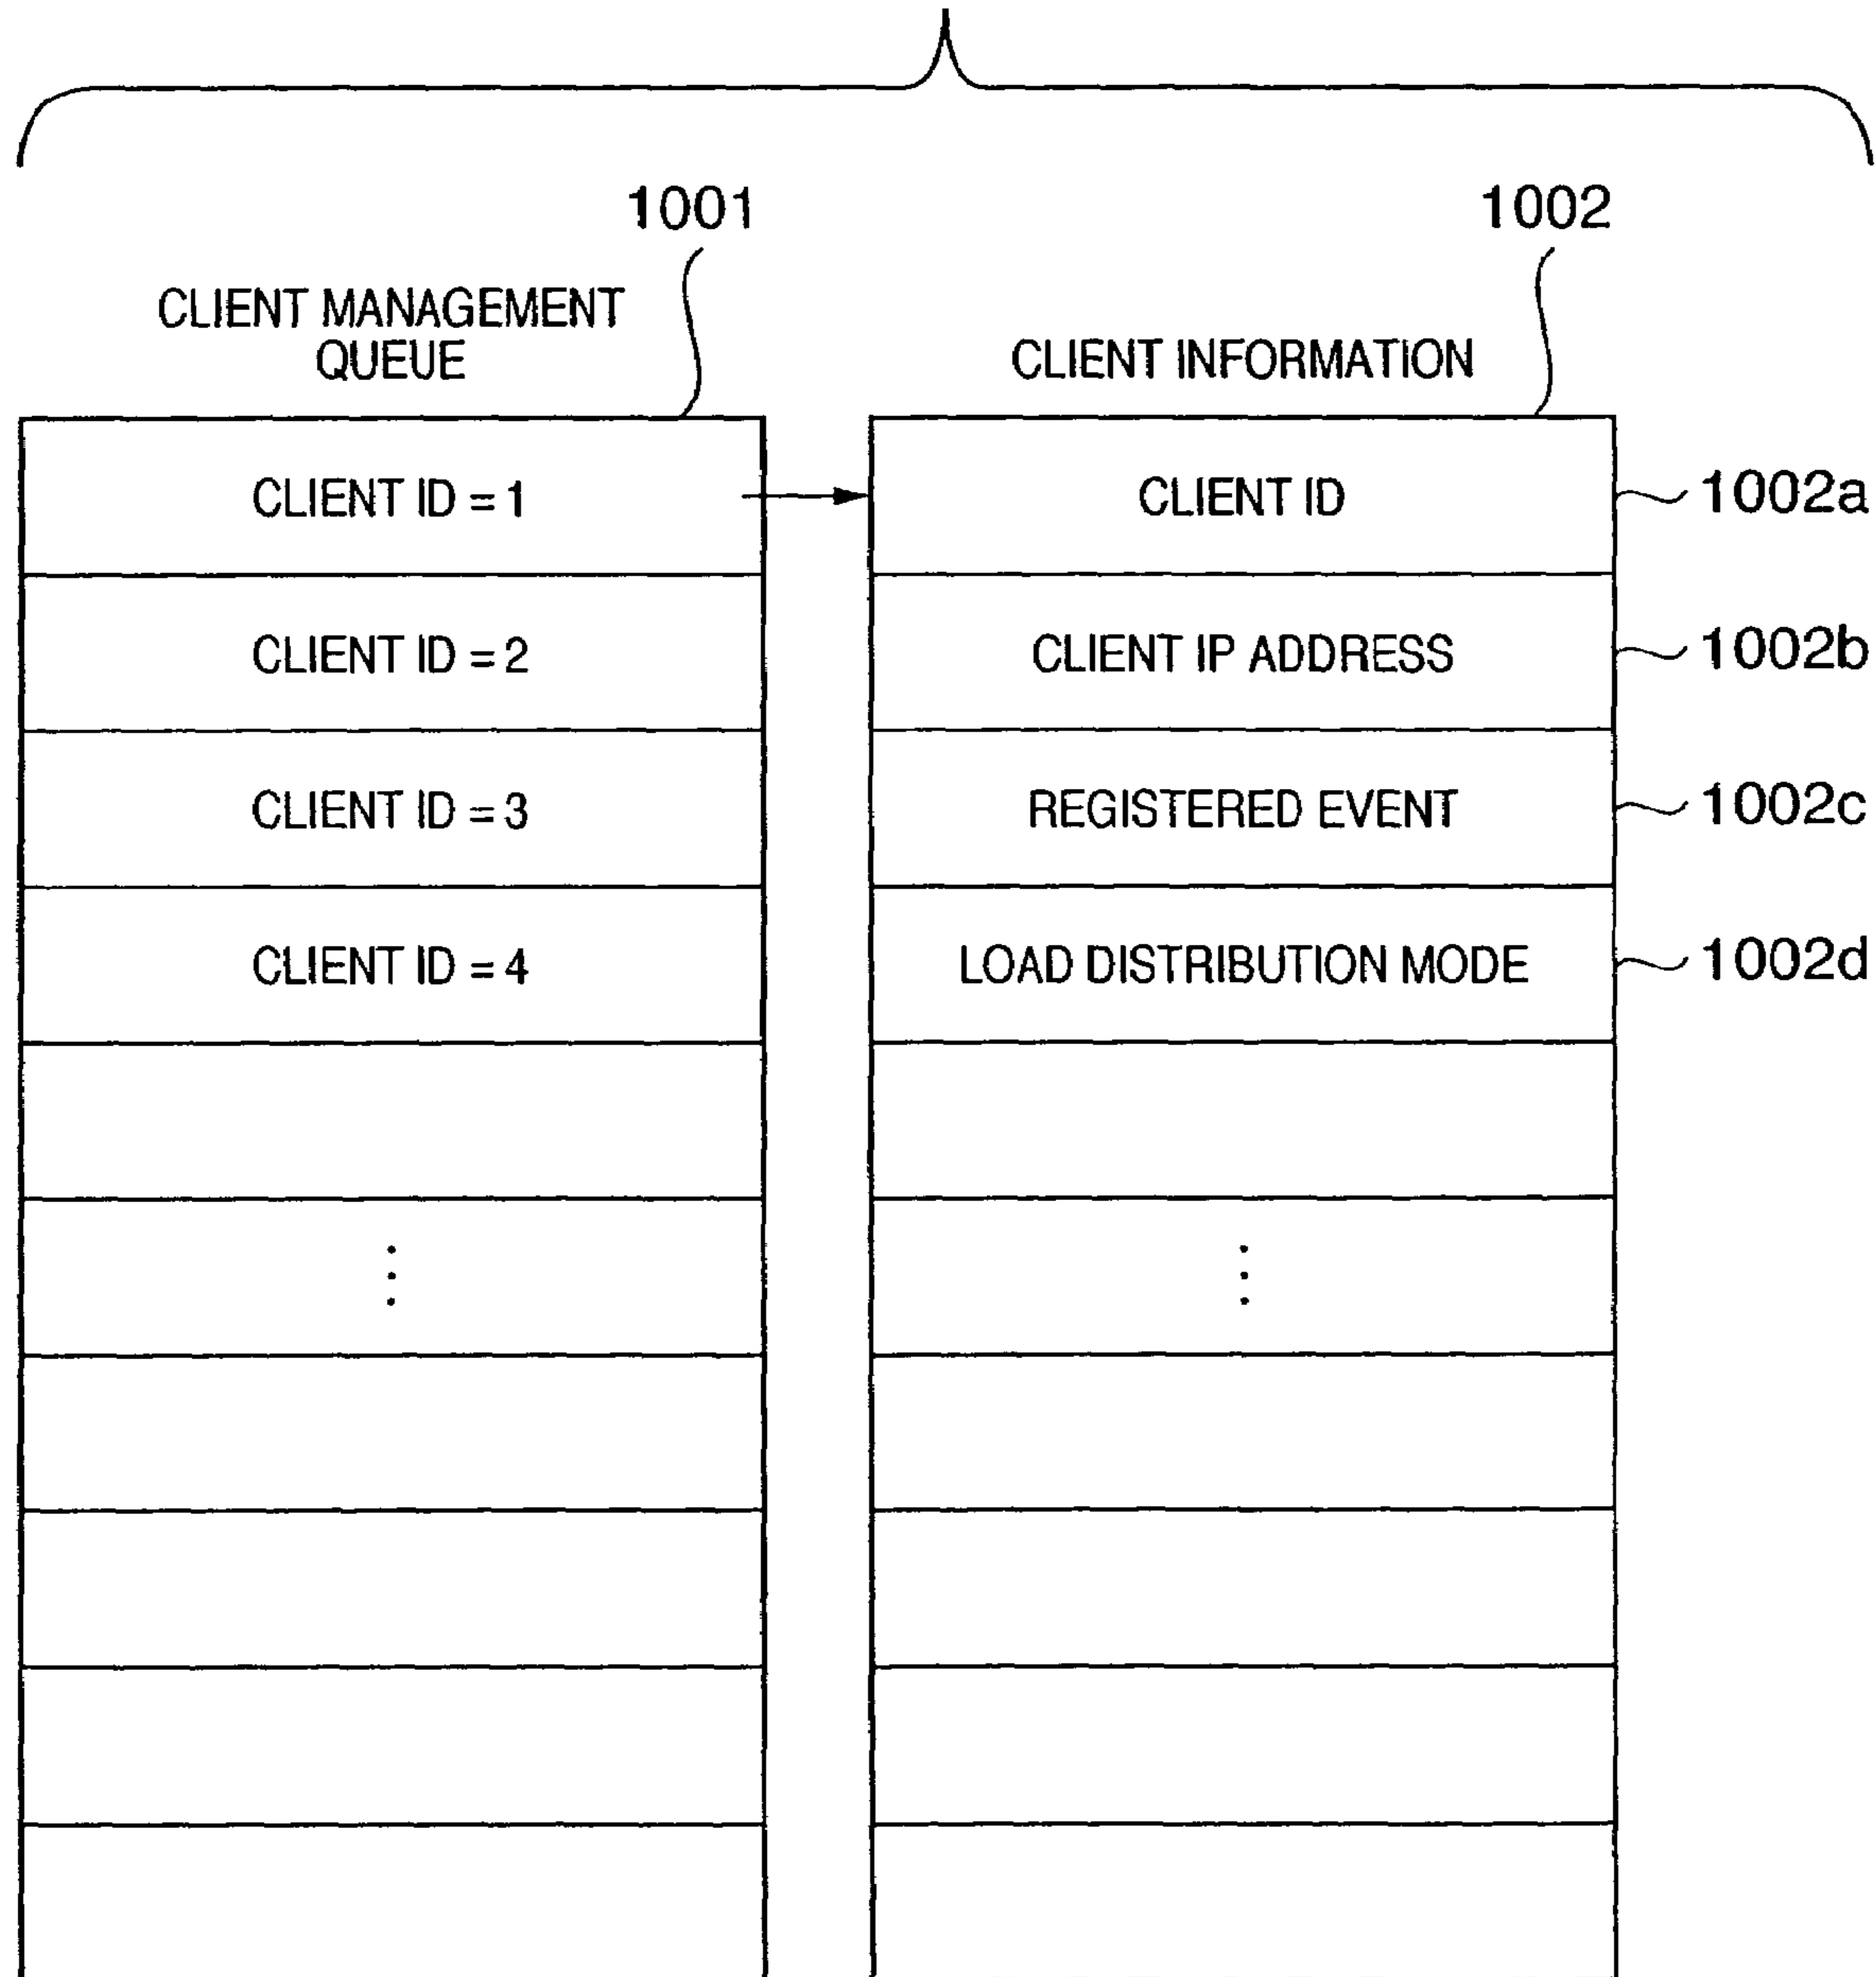 1001
1002
CLIENT MANAGEMENT
QUEUE
CLIENT INFORMATION
CLIENT ID = 1
CLIENT ID
1002a
CLIENT ID = 2
CLIENT IP ADDRESS
1002b
CLIENT ID = 3
REGISTERED EVENT
1002c
CLIENT ID = 4
LOAD DISTRIBUTION MODE
1002d